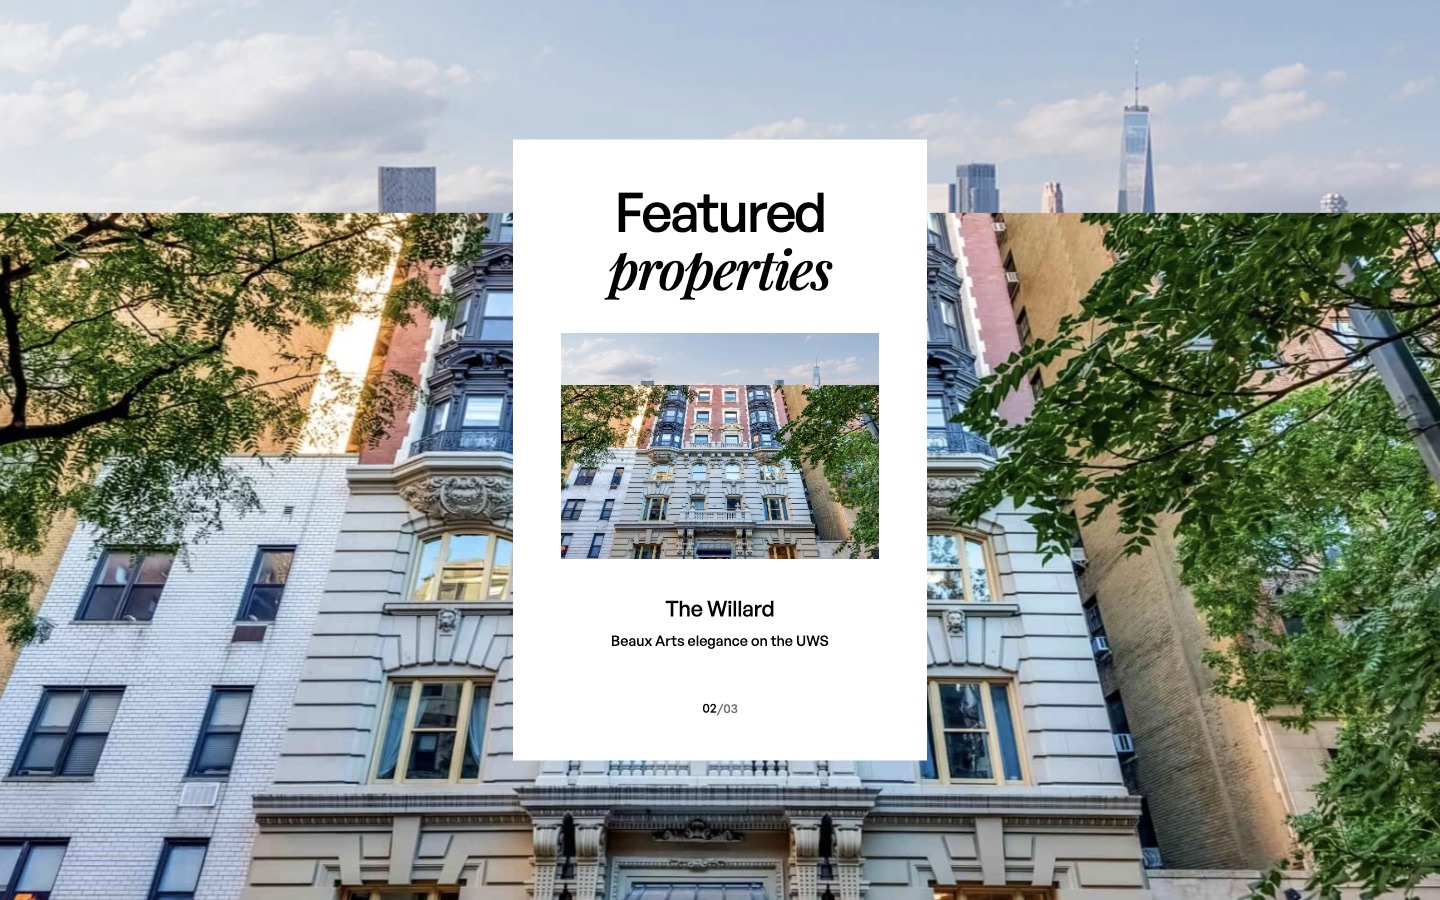 Featured
properties
The Willard
Beaux Arts elegance on the UWS
02/03